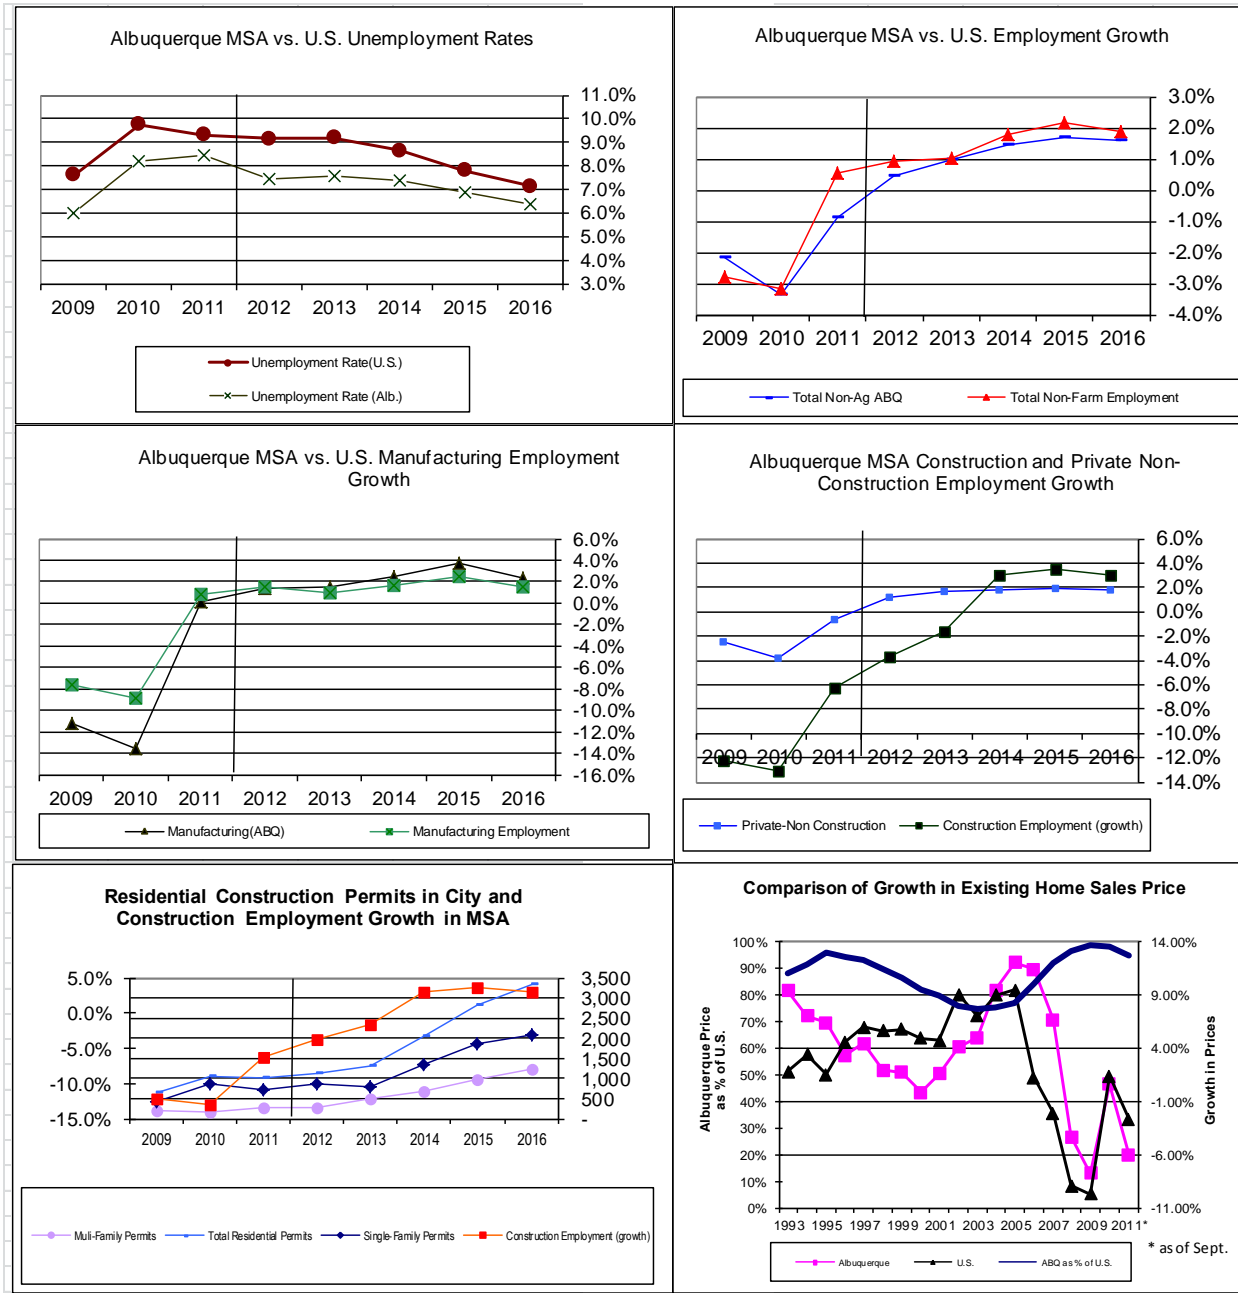 Albuquerque MSA vs. U.S. Unemployment Rates
11.0%
10.0%
9.0%
8.0%
7.0%
6.0%
5.0%
4.0%
3.0%
2009 2010 2011 2012 2013 2014 2015 2016
Unemployment Rate(U.S.)
Unemployment Rate (Alb.)
Albuquerque MSA vs. U.S. Employment Growth
3.0%
2.0%
1.0%
0.0%
-1.0%
-2.0%
-3.0%
-4.0%
2009 2010 2011 2012 2013 2014 2015 2016
Total Non-Ag ABQ Total Non-Farm Employment
Albuquerque MSA vs. U.S. Manufacturing Employment
Growth
6.0%
4.0%
2.0%
0.0%
-2.0%
-4.0%
-6.0%
-8.0%
-10.0%
-12.0%
-14.0%
-16.0%
2009 2010 2011 2012 2013 2014 2015 2016
Manufacturing(ABQ) Manufacturing Employment
Albuquerque MSA Construction and Private Non-
Construction Employment Growth
6.0%
4.0%
2.0%
0.0%
-2.0%
-4.0%
-6.0%
-8.0%
-10.0%
-12.0%
-14.0%
2009 2010 2011 2012 2013 2014 2015 2016
Private-Non Construction Construction Employment (growth)
Residential Construction Permits in City and
Construction Employment Growth in MSA
5.0%
0.0%
-5.0%
-10.0%
-15.0%
3,500
3,000
2,500
2,000
1,500
1,000
500
-
2009 2010 2011 2012 2013 2014 2015 2016
Muli-Family Permits Total Residential Permits Single-Family Permits Construction Employment (growth)
Comparison of Growth in Existing Home Sales Price
Albuquerque Price
as % of U.S.
100%
90%
80%
70%
60%
50%
40%
30%
20%
10%
0%
14.00%
9.00%
4.00%
-1.00%
-6.00%
-11.00%
Growth in Prices
1993 1995 1997 1999 2001 2003 2005 2007 2009 2011*
* as of Sept.
Albuquerque U.S. ABQ as % of U.S.